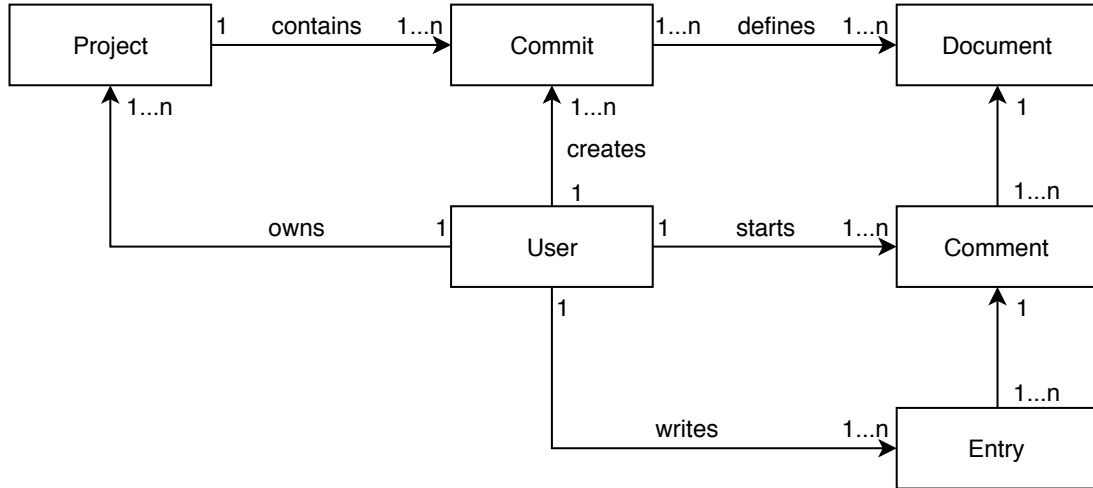 Project 1 contains 1...n Commit 1...n defines 1...n Document
1...n 1...n 1
creates
1 1...n
owns 1 User 1 starts 1...n Comment
1 1
1...n
writes 1...n Entry